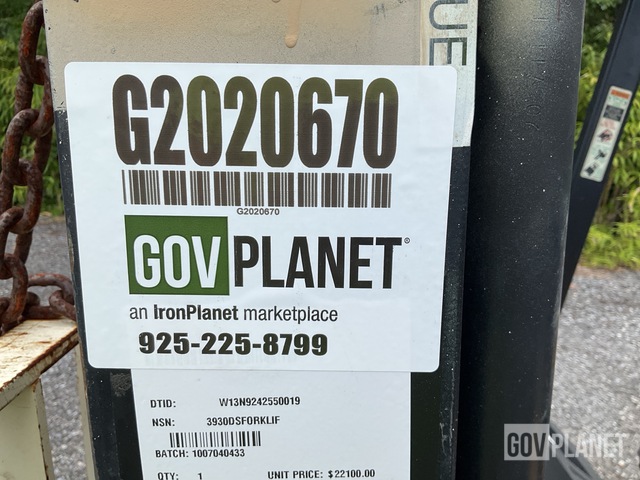 UE
G2020670
G2020670
GOV PLANET®
an IronPlanet marketplace
925-225-8799
DTID: W13N9242550019
NSN: 3930DSFORKLIF
BATCH: 1007040433
QTY: 1 UNIT PRICE: $22100.00
GOVPLANET